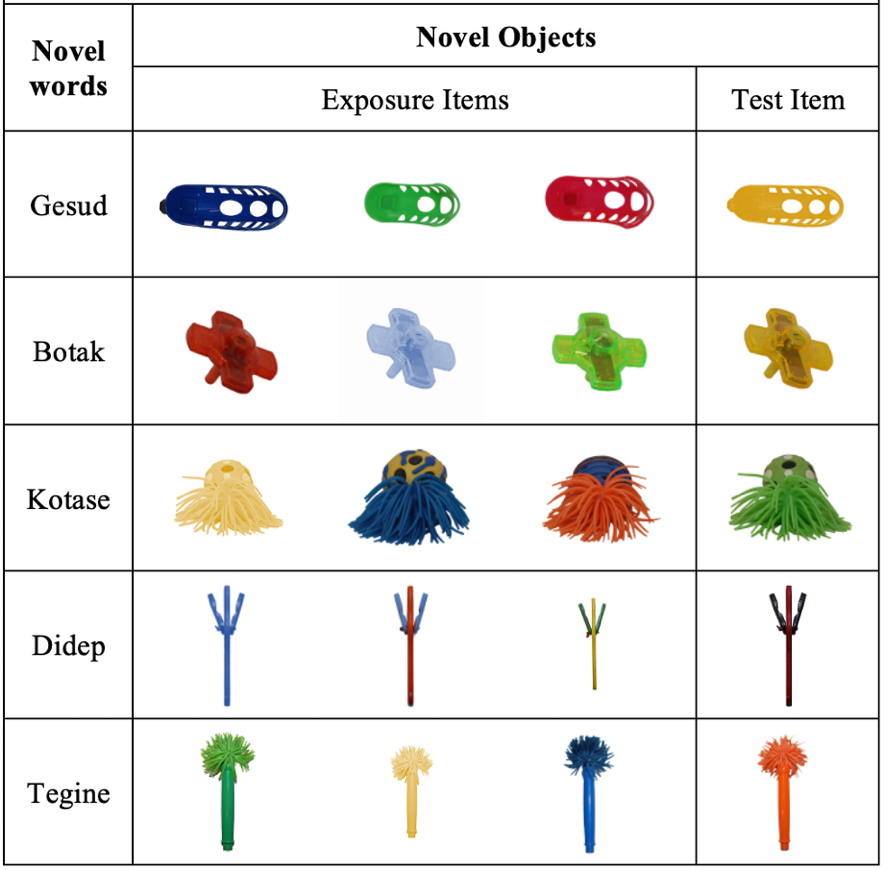 Novel
words
Novel Objects
Exposure Items
Test Item
Gesud
Botak
Kotase
Didep
Tegine